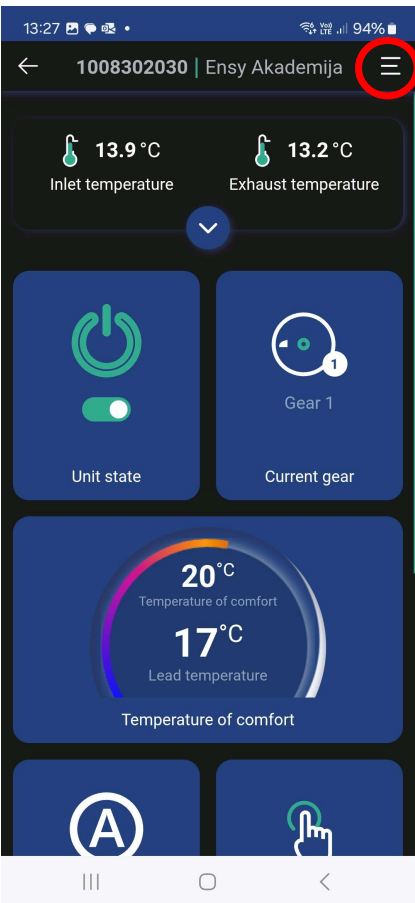 13:27 94%
1008302030 | Ensy Akademija
13.9 °C 13.2 °C
Inlet temperature Exhaust temperature
1
Gear 1
Unit state Current gear
20°C
Temperature of comfort
17°C
Lead temperature
Temperature of comfort
A